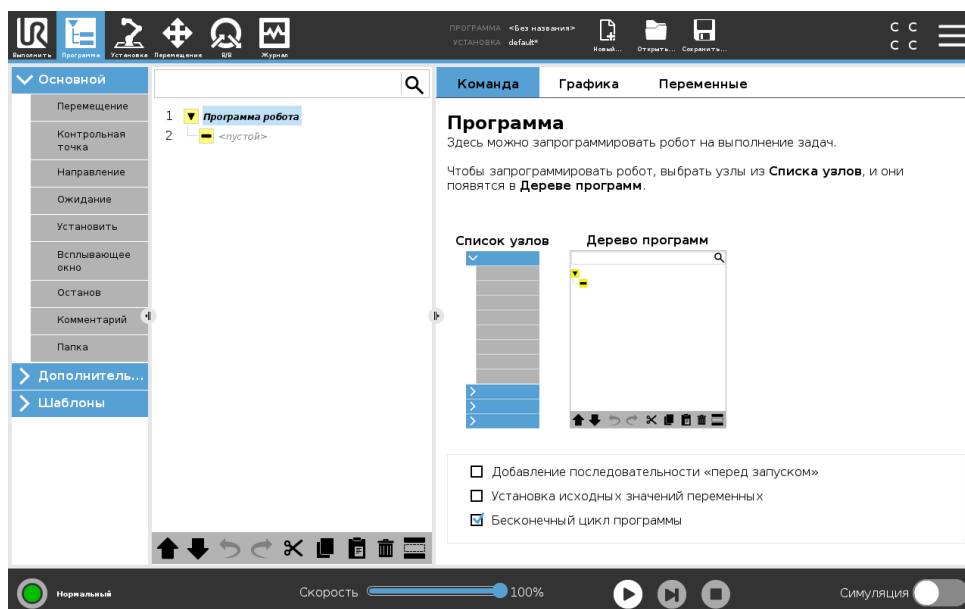 UR
ПРОГРАММА <Без названия>
УСТАНОВКА default*
C C
C C
Выполнить
Программа
Установка
Перемещение
В/В
Журнал
Новый...
Открыть...
Сохранить...
Основной
Перемещение
Контрольная
точка
Направление
Ожидание
Установить
Всплывающее
окно
Останов
Комментарий
Папка
Дополнитель...
Шаблоны
1 Программа робота
2 <пустой>
Команда Графика Переменные
Программа
Здесь можно запрограммировать робот на выполнение задач.
Чтобы запрограммировать робот, выбрать узлы из Списка узлов, и они
появятся в Дереве программ.
Список узлов Дерево программ
Добавление последовательности «перед запуском»
Установка исходных значений переменных
Бесконечный цикл программы
Нормальный
Скорость 100%
Симуляция